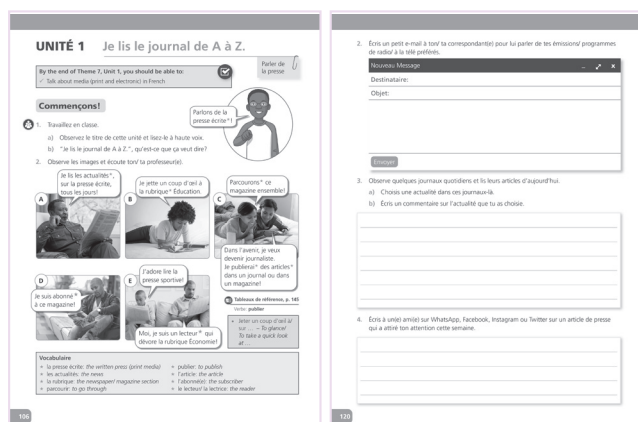 UNITÉ 1 Je lis le journal de A à Z.
Parler de
la presse
By the end of Theme 7, Unit 1, you should be able to:
✓ Talk about media (print and electronic) in French
Commençons!
Parlons de la
presse écrite*!
1. Travaillez en classe.
a) Observez le titre de cette unité et lisez-le à haute voix.
b) "Je lis le journal de A à Z.", qu'est-ce que ça veut dire?
2. Observe les images et écoute ton/ ta professeur(e).
Je lis les actualités*,
sur la presse écrite,
tous les jours!
A
Je jette un coup d'œil à
la rubrique* Éducation.
B
Parcourons* ce
magazine ensemble!
C
Dans l'avenir, je veux
devenir journaliste.
Je publierai* des articles*
dans un journal ou dans
un magazine!
D
Je suis abonné*
à ce magazine!
E
J'adore lire la
presse sportive!
Moi, je suis un lecteur* qui
dévore la rubrique Économie!
Tableaux de référence, p. 145
Verbe: publier
• Jeter un coup d'œil à/
sur ... – To glance/
To take a quick look
at ...
Vocabulaire
• la presse écrite: the written press (print media)
• les actualités: the news
• la rubrique: the newspaper/ magazine section
• parcourir: to go through
• publier: to publish
• l'article: the article
• l'abonné(e): the subscriber
• le lecteur/ la lectrice: the reader
106
2. Écris un petit e-mail à ton/ ta correspondant(e) pour lui parler de tes émissions/ programmes
de radio/ à la télé préférés.
Nouveau Message
Destinataire:
Objet:
Envoyer
3. Observe quelques journaux quotidiens et lis leurs articles d'aujourd'hui.
a) Choisis une actualité dans ces journaux-là.
b) Écris un commentaire sur l'actualité que tu as choisie.
4. Écris à un(e) ami(e) sur WhatsApp, Facebook, Instagram ou Twitter sur un article de presse
qui a attiré ton attention cette semaine.
120